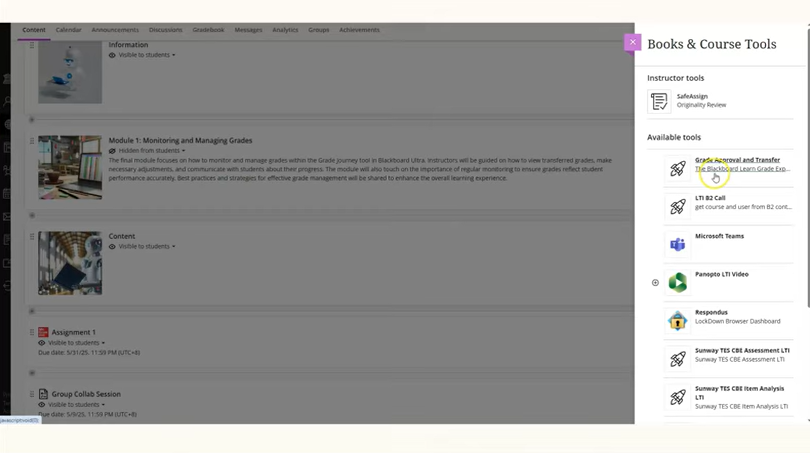 Content Calendar Announcements Discussions Gradebook Messages Analytics Groups Achievements
Information
Visible to students
Module 1: Monitoring and Managing Grades
Hidden from students
The final module focuses on how to monitor and manage grades within the Grade Journey tool in Blackboard Ultra. Instructors will be guided on how to view transferred grades, make
necessary adjustments, and communicate with students about their progress. The module will also touch on the importance of regular monitoring to ensure grades reflect student
performance accurately. Best practices and strategies for effective grade management will be shared to enhance the overall learning experience.
Content
Visible to students
Assignment 1
Visible to students
Due date: 5/31/25, 11:59 PM (UTC+8)
Group Collab Session
Visible to students
Due date: 5/9/25, 11:59 PM (UTC+8)
javascript:void(0);
Books & Course Tools
Instructor tools
SafeAssign
Originality Review
Available tools
Grade Approval and Transfer
The Blackboard Learn Grade Exp...
LTI B2 Call
get course and user from B2 cont...
Microsoft Teams
Panopto LTI Video
Respondus
LockDown Browser Dashboard
Sunway TES CBE Assessment LTI
Sunway TES CBE Assessment LTI
Sunway TES CBE Item Analysis
LTI
Sunway TES CBE Item Analysis LTI